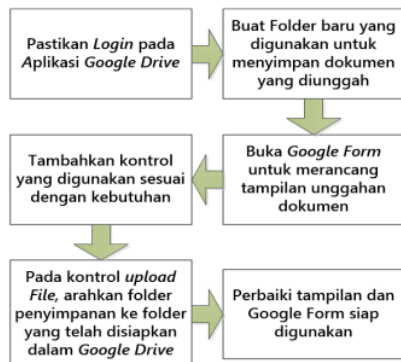 Pastikan Login pada
Aplikasi Google Drive
Buat Folder baru yang
digunakan untuk
menyimpan dokumen
yang diunggah
Buka Google Form
untuk merancang
tampilan unggahan
dokumen
Tambahkan kontrol
yang digunakan sesuai
dengan kebutuhan
Pada kontrol upload
File, arahkan folder
penyimpanan ke folder
yang telah disiapkan
dalam Google Drive
Perbaiki tampilan dan
Google Form siap
digunakan